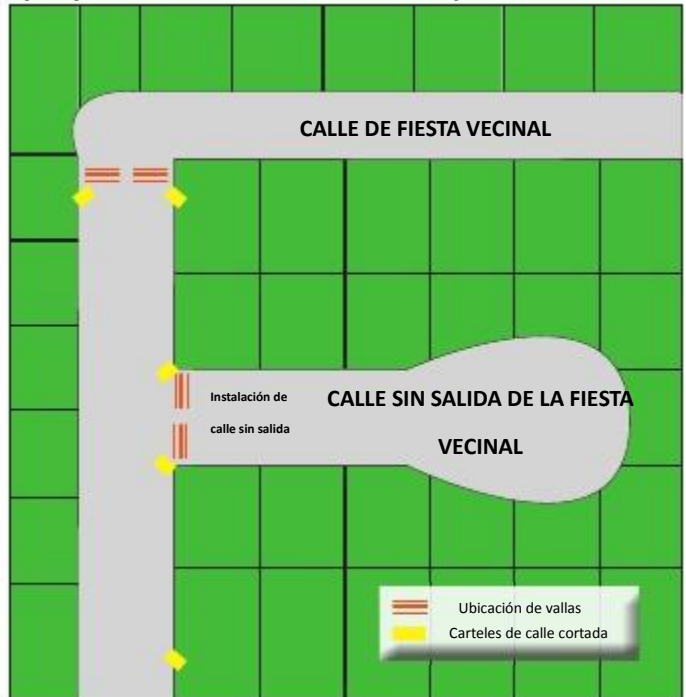 CALLE DE FIESTA VECINAL
Instalación de
calle sin salida
CALLE SIN SALIDA DE LA FIESTA
VECINAL
Ubicación de vallas
Carteles de calle cortada